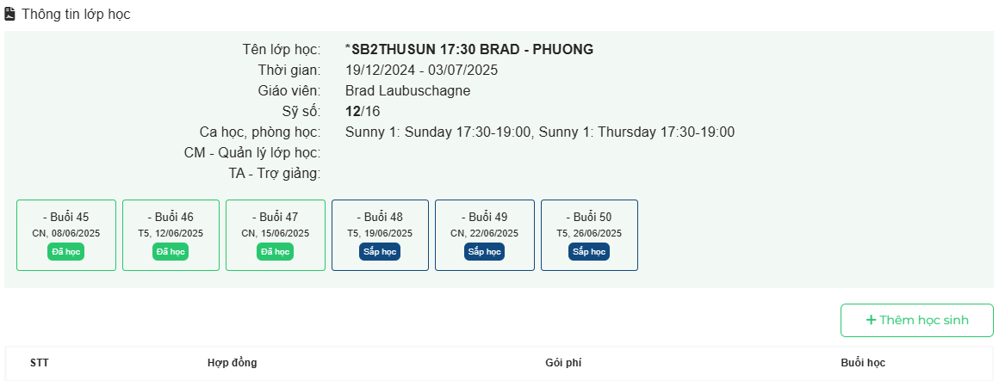 Thông tin lớp học
Tên lớp học: *SB2THUSUN 17:30 BRAD - PHUONG
Thời gian: 19/12/2024 - 03/07/2025
Giáo viên: Brad Laubuschagne
Sỹ số: 12/16
Ca học, phòng học: Sunny 1: Sunday 17:30-19:00, Sunny 1: Thursday 17:30-19:00
CM - Quản lý lớp học:
TA - Trợ giảng:
- Buổi 45
CN, 08/06/2025
Đã học
- Buổi 46
T5, 12/06/2025
Đã học
- Buổi 47
CN, 15/06/2025
Đã học
- Buổi 48
T5, 19/06/2025
Sắp học
- Buổi 49
CN, 22/06/2025
Sắp học
- Buổi 50
T5, 26/06/2025
Sắp học
+ Thêm học sinh
STT Hợp đồng Gói phí Buổi học